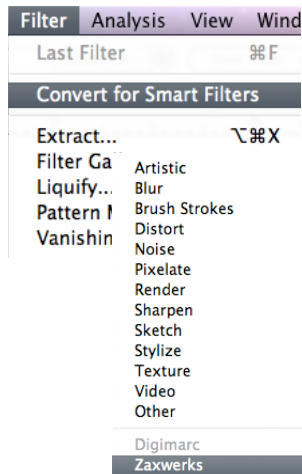 Filter Analysis View Wind
Last Filter ⌘F
Convert for Smart Filters
Extract... ⌥⌘X
Filter Ga
Liquify...
Pattern M
Vanishin
Artistic
Blur
Brush Strokes
Distort
Noise
Pixelate
Render
Sharpen
Sketch
Stylize
Texture
Video
Other
Digimarc
Zaxwerks